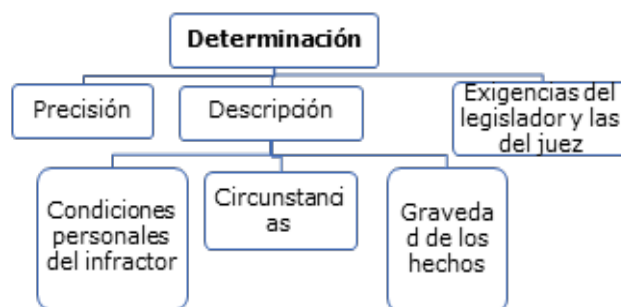 Determinación
Precisión
Descripción
Exigencias del
legislador y las
del juez
Condiciones
personales
del infractor
Circunstanci
as
Graveda
d de los
hechos